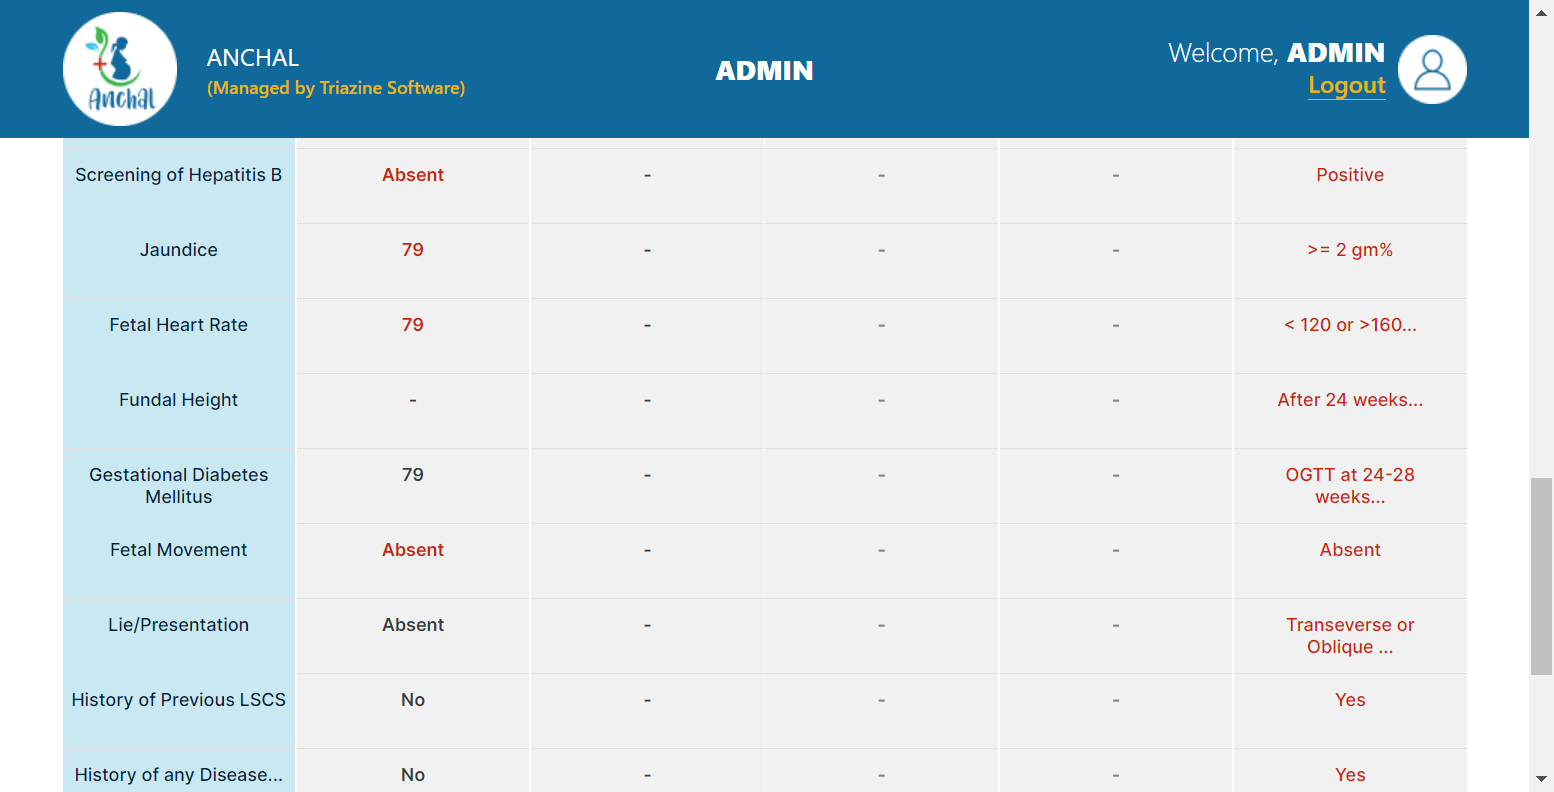 Anchal
ANCHAL
(Managed by Triazine Software)
ADMIN
Welcome, ADMIN
Logout
Screening of Hepatitis B Absent - - - Positive
Jaundice 79 - - - >= 2 gm%
Fetal Heart Rate 79 - - - < 120 or >160...
Fundal Height - - - - After 24 weeks...
Gestational Diabetes Mellitus 79 - - - OGTT at 24-28 weeks...
Fetal Movement Absent - - - Absent
Lie/Presentation Absent - - - Transeverse or Oblique ...
History of Previous LSCS No - - - Yes
History of any Disease... No - - - Yes